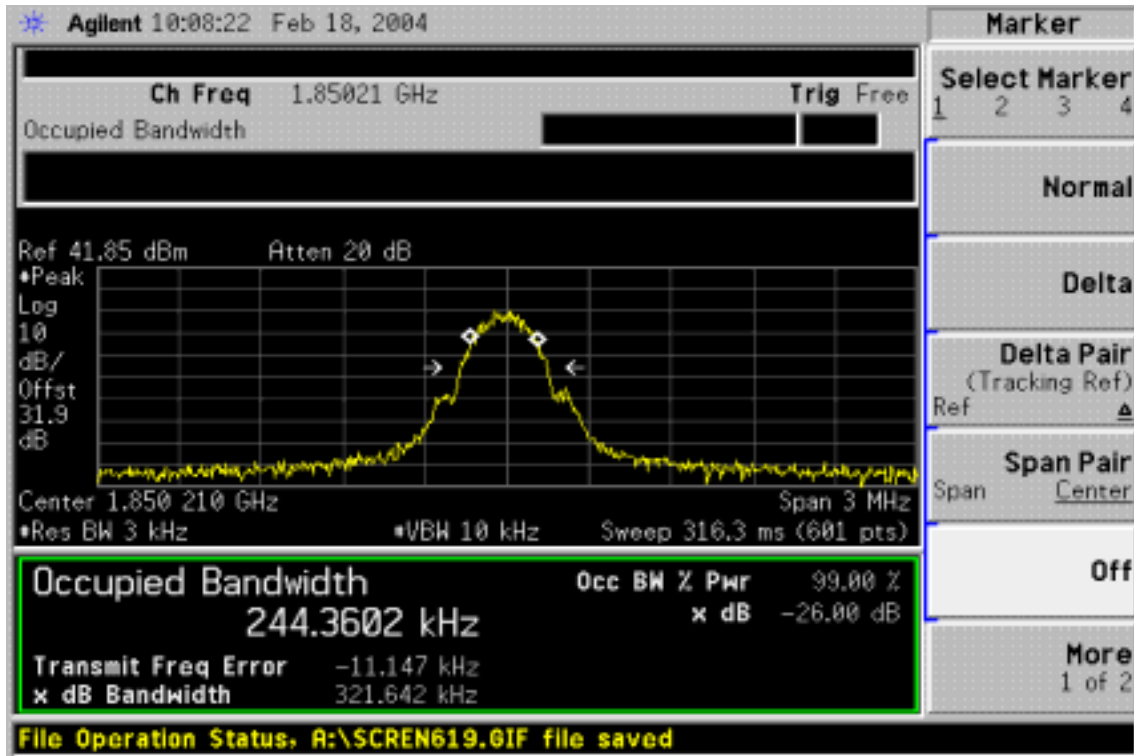 Agilent 10:08:22 Feb 18, 2004
Marker
Ch Freq 1.85021 GHz Trig Free
Occupied Bandwidth
Select Marker
1 2 3 4
Normal
Delta
Delta Pair
(Tracking Ref)
Ref Δ
Span Pair
Span Center
Off
More
1 of 2
Ref 41.85 dBm Atten 20 dB
•Peak
Log
10
dB/
Offst
31.9
dB
Center 1.850 210 GHz Span 3 MHz
•Res BW 3 kHz •VBW 10 kHz Sweep 316.3 ms (601 pts)
Occupied Bandwidth Occ BW % Pwr 99.00 %
244.3602 kHz x dB -26.00 dB
Transmit Freq Error -11.147 kHz
x dB Bandwidth 321.642 kHz
File Operation Status, A:\SCREN619.GIF file saved